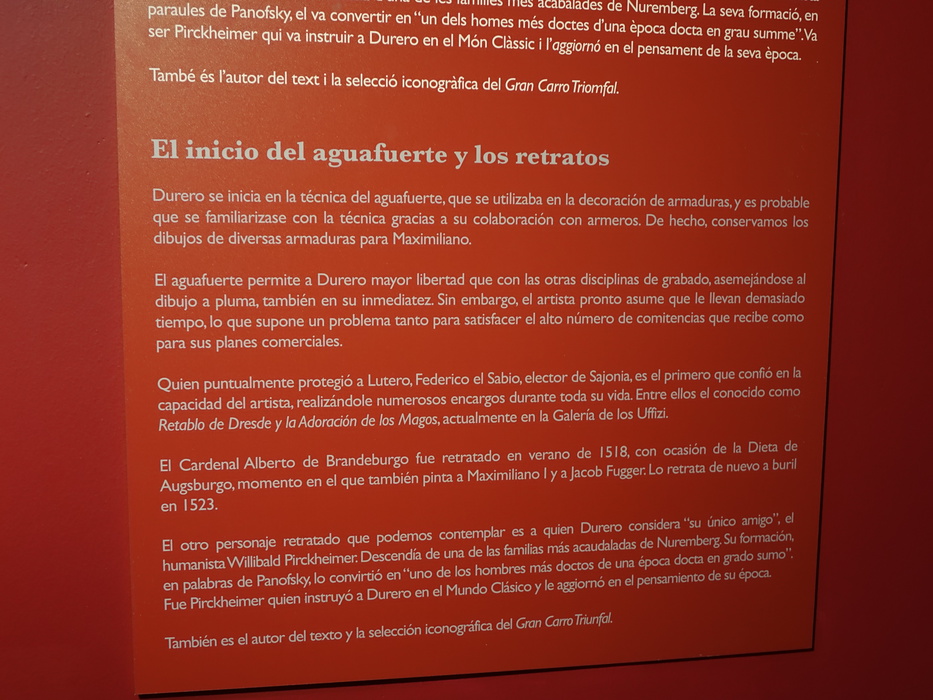 de les famílies més acabalades de Nuremberg. La seva formació, en
paraules de Panofsky, el va convertir en “un dels homes més doctes d’una època docta en grau summe”. Va
ser Pirckheimer qui va instruir a Durero en el Món Clàssic i l’aggiornó en el pensament de la seva època.
També és l’autor del text i la selecció iconogràfica del Gran Carro Triomfal.
El inicio del aguafuerte y los retratos
Durero se inicia en la técnica del aguafuerte, que se utilizaba en la decoración de armaduras, y es probable
que se familiarizase con la técnica gracias a su colaboración con armeros. De hecho, conservamos los
dibujos de diversas armaduras para Maximiliano.
El aguafuerte permite a Durero mayor libertad que con las otras disciplinas de grabado, asemejándose al
dibujo a pluma, también en su inmediatez. Sin embargo, el artista pronto asume que le llevan demasiado
tiempo, lo que supone un problema tanto para satisfacer el alto número de comitencias que recibe como
para sus planes comerciales.
Quien puntualmente protegió a Lutero, Federico el Sabio, elector de Sajonia, es el primero que confió en la
capacidad del artista, realizándole numerosos encargos durante toda su vida. Entre ellos el conocido como
Retablo de Dresde y la Adoración de los Magos, actualmente en la Galería de los Uffizi.
El Cardenal Alberto de Brandeburgo fue retratado en verano de 1518, con ocasión de la Dieta de
Augsburgo, momento en el que también pinta a Maximiliano I y a Jacob Fugger. Lo retrata de nuevo a buril
en 1523.
El otro personaje retratado que podemos contemplar es a quien Durero considera “su único amigo”, el
humanista Willibald Pirckheimer. Descendía de una de las familias más acaudaladas de Nuremberg. Su formación,
en palabras de Panofsky, lo convirtió en “uno de los hombres más doctos de una época docta en grado sumo”.
Fue Pirckheimer quien instruyó a Durero en el Mundo Clásico y le aggiornó en el pensamiento de su época.
También es el autor del texto y la selección iconográfica del Gran Carro Triunfal.